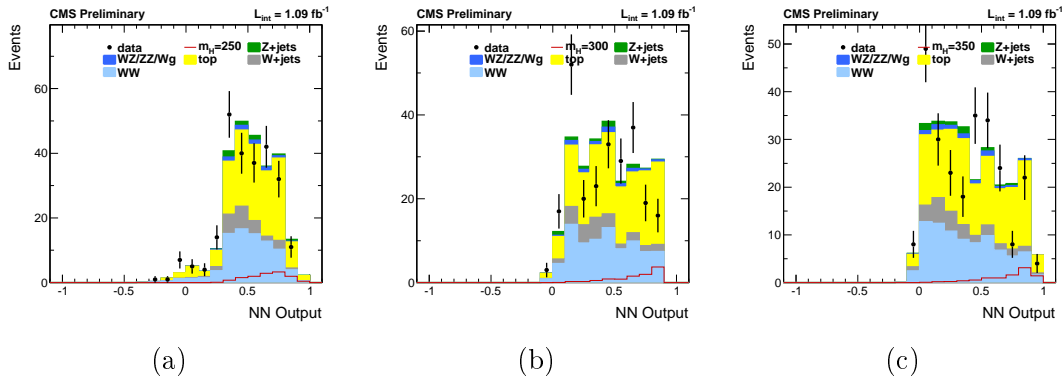 CMS Preliminary L_int = 1.09 fb⁻¹
Events
data m_H=250 Z+jets
WZ/ZZ/Wg top W+jets
WW
60
40
20
0
-1 -0.5 0 0.5 1
NN Output
(a)
CMS Preliminary L_int = 1.09 fb⁻¹
Events
data m_H=300 Z+jets
WZ/ZZ/Wg top W+jets
WW
60
40
20
0
-1 -0.5 0 0.5 1
NN Output
(b)
CMS Preliminary L_int = 1.09 fb⁻¹
Events
data m_H=350 Z+jets
WZ/ZZ/Wg top W+jets
WW
50
40
30
20
10
0
-1 -0.5 0 0.5 1
NN Output
(c)